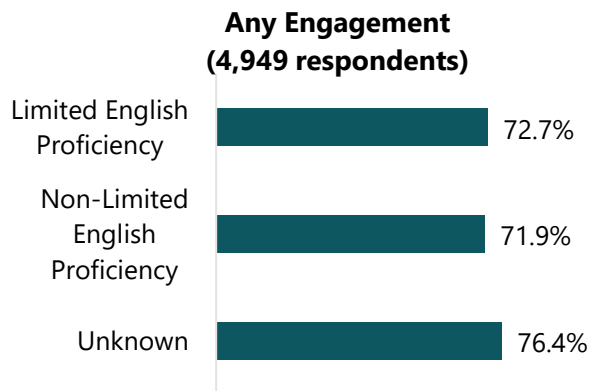 Any Engagement
(4,949 respondents)
Limited English
Proficiency
72.7%
Non-Limited
English
Proficiency
71.9%
Unknown
76.4%